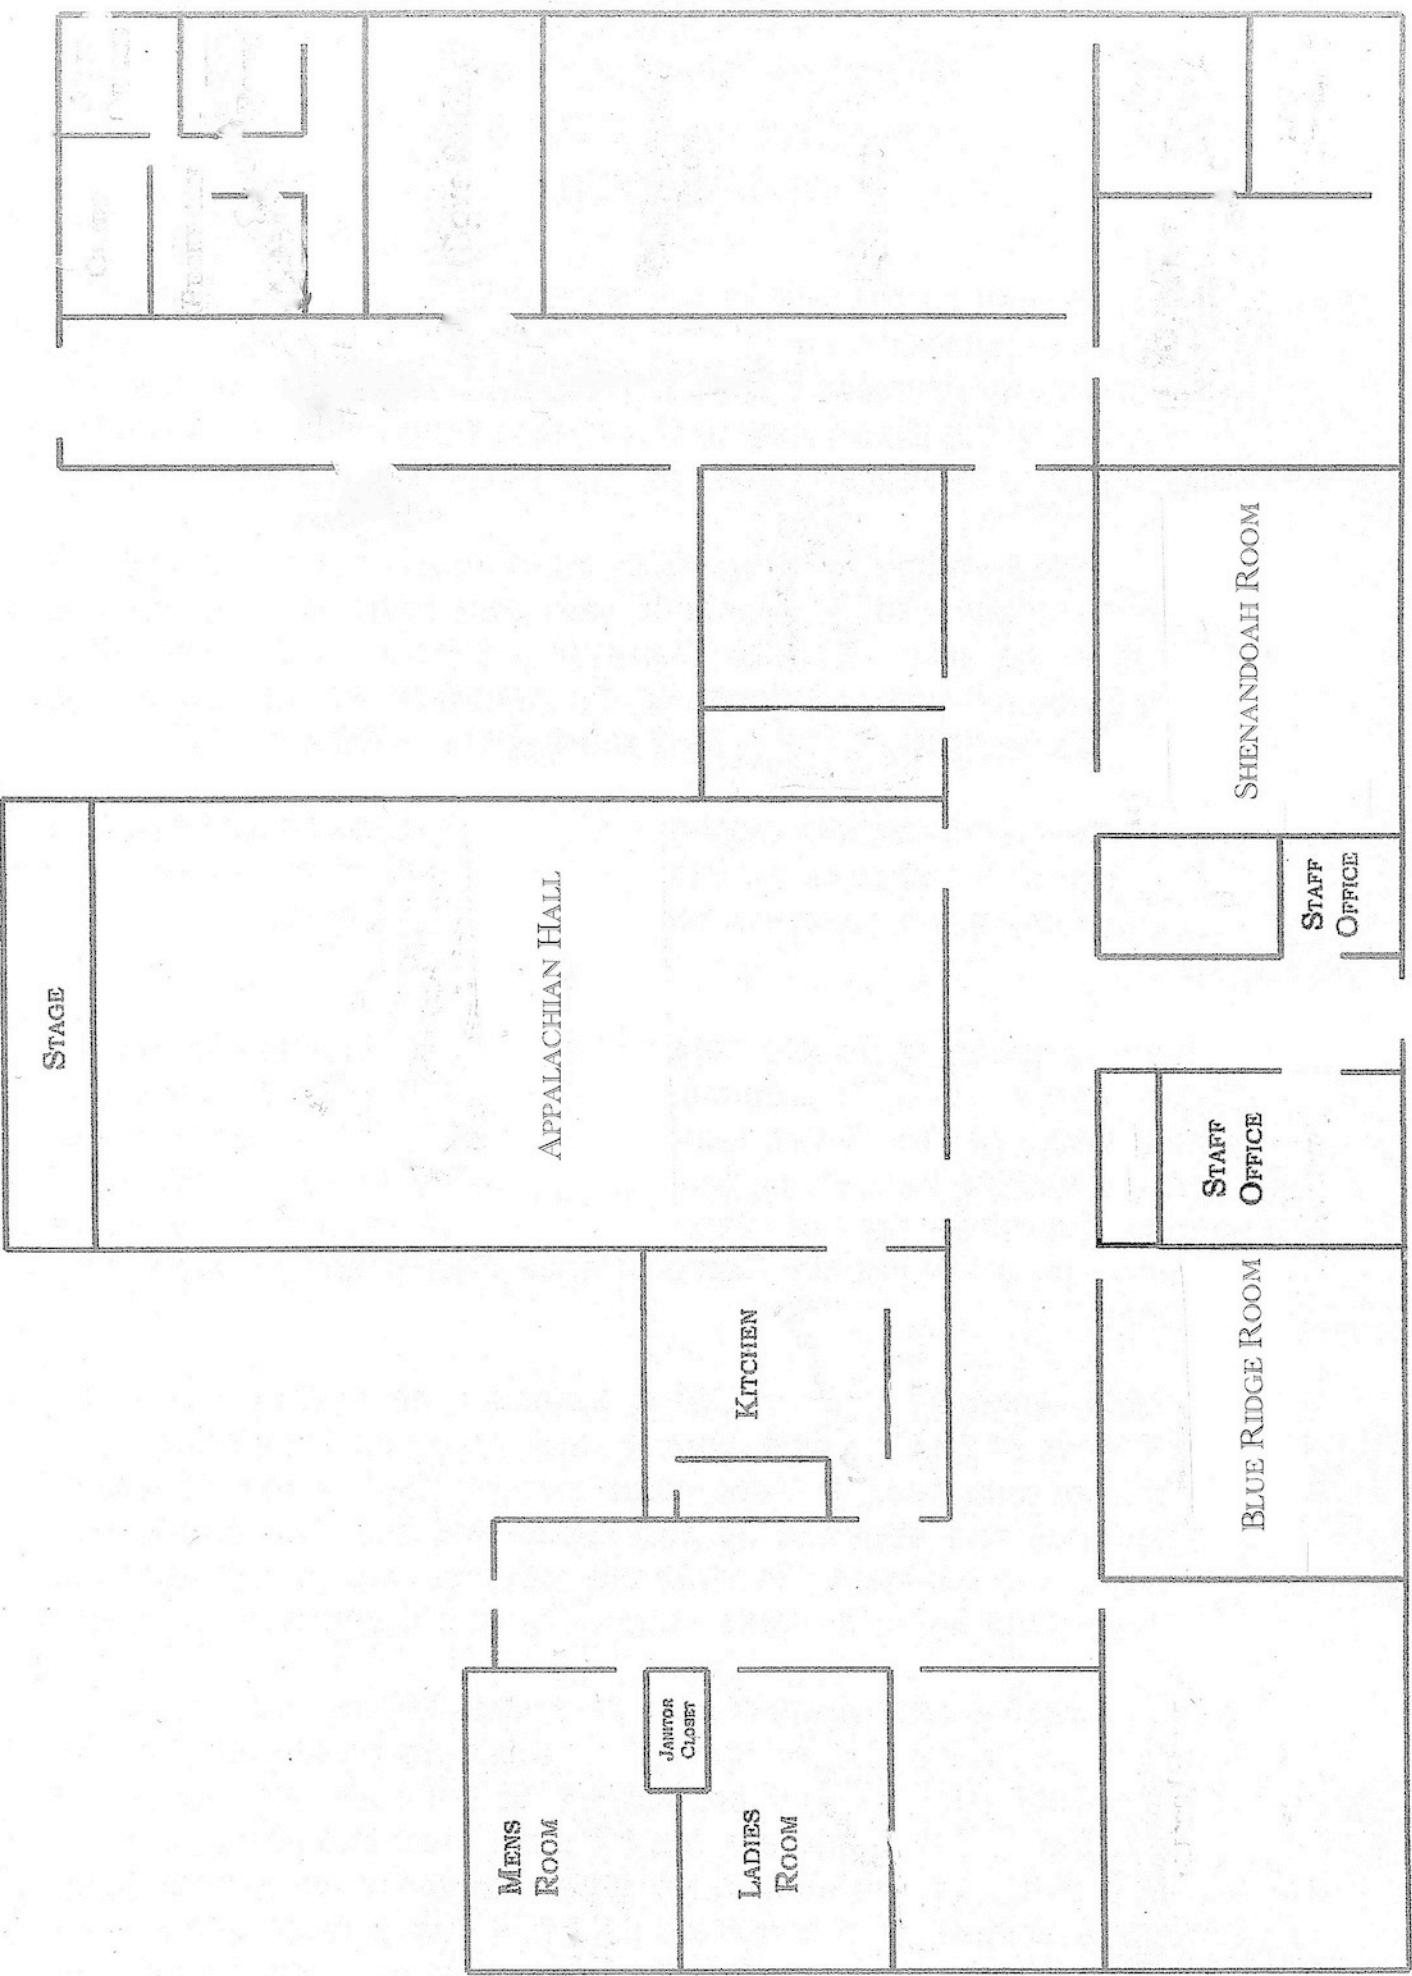 STAGE
APPALACHIAN HALL
SHENANDOAH ROOM
STAFF
OFFICE
STAFF
OFFICE
KITCHEN
BLUE RIDGE ROOM
MENS
ROOM
JANITOR
CLOSET
LADIES
ROOM